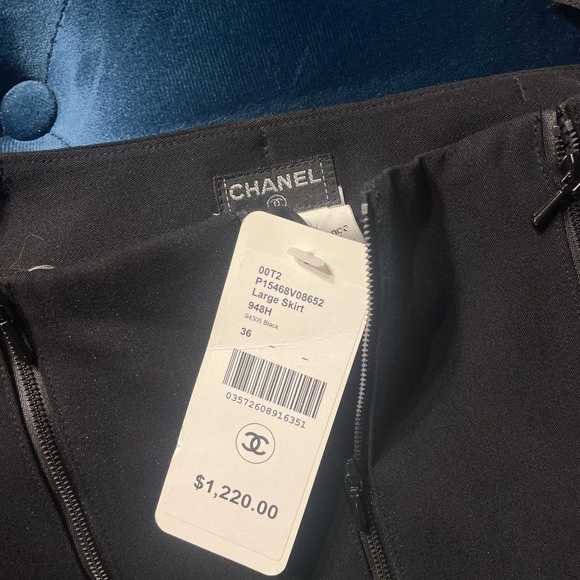 CHANEL
00T2
P15468V08652
Large Skirt
948H
94305 Black
36
03572608916351
$1,220.00